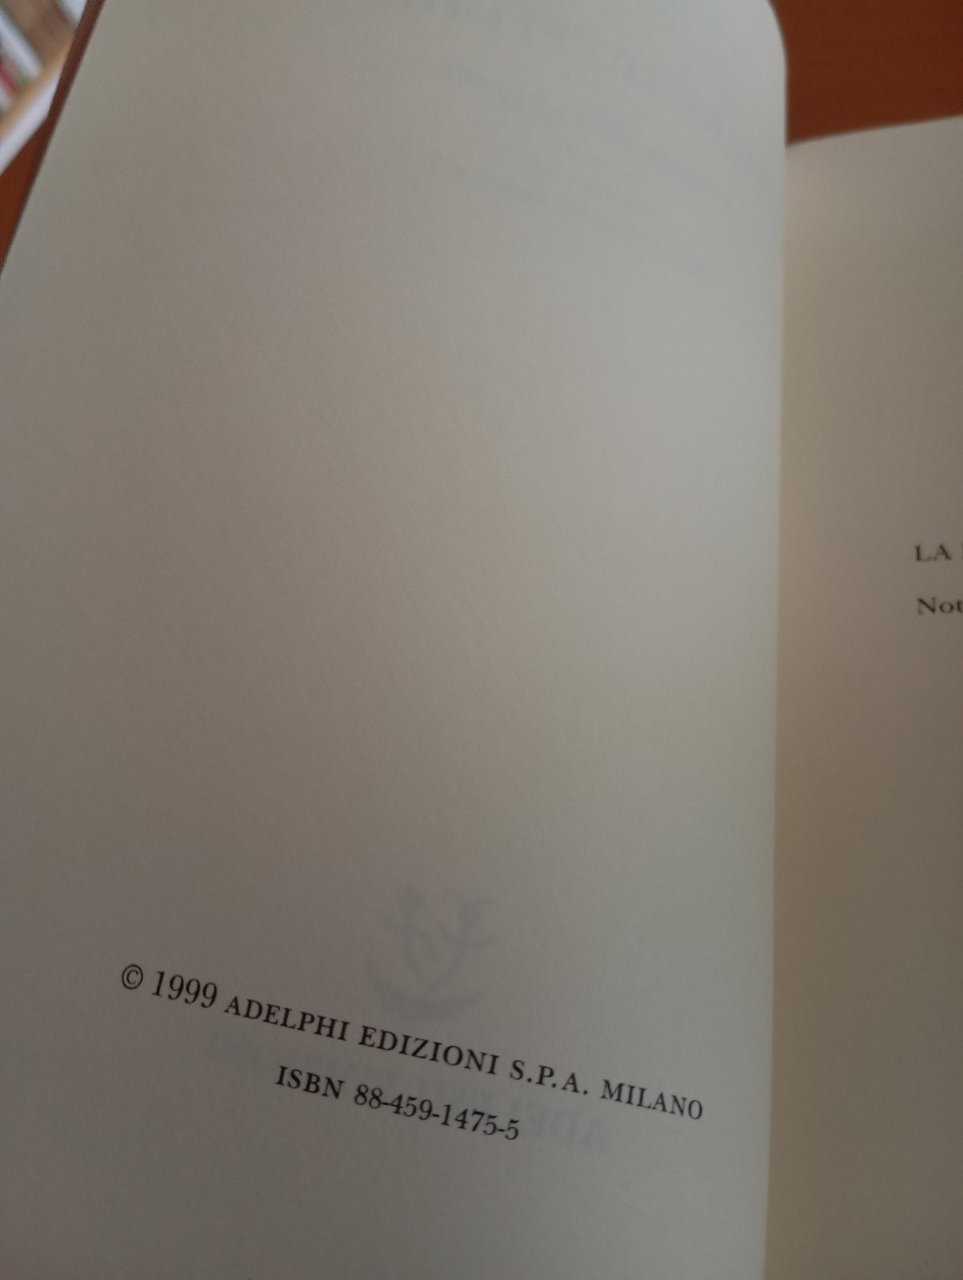 © 1999 ADELPHI EDIZIONI S.P.A. MILANO
ISBN 88-459-1475-5
LA